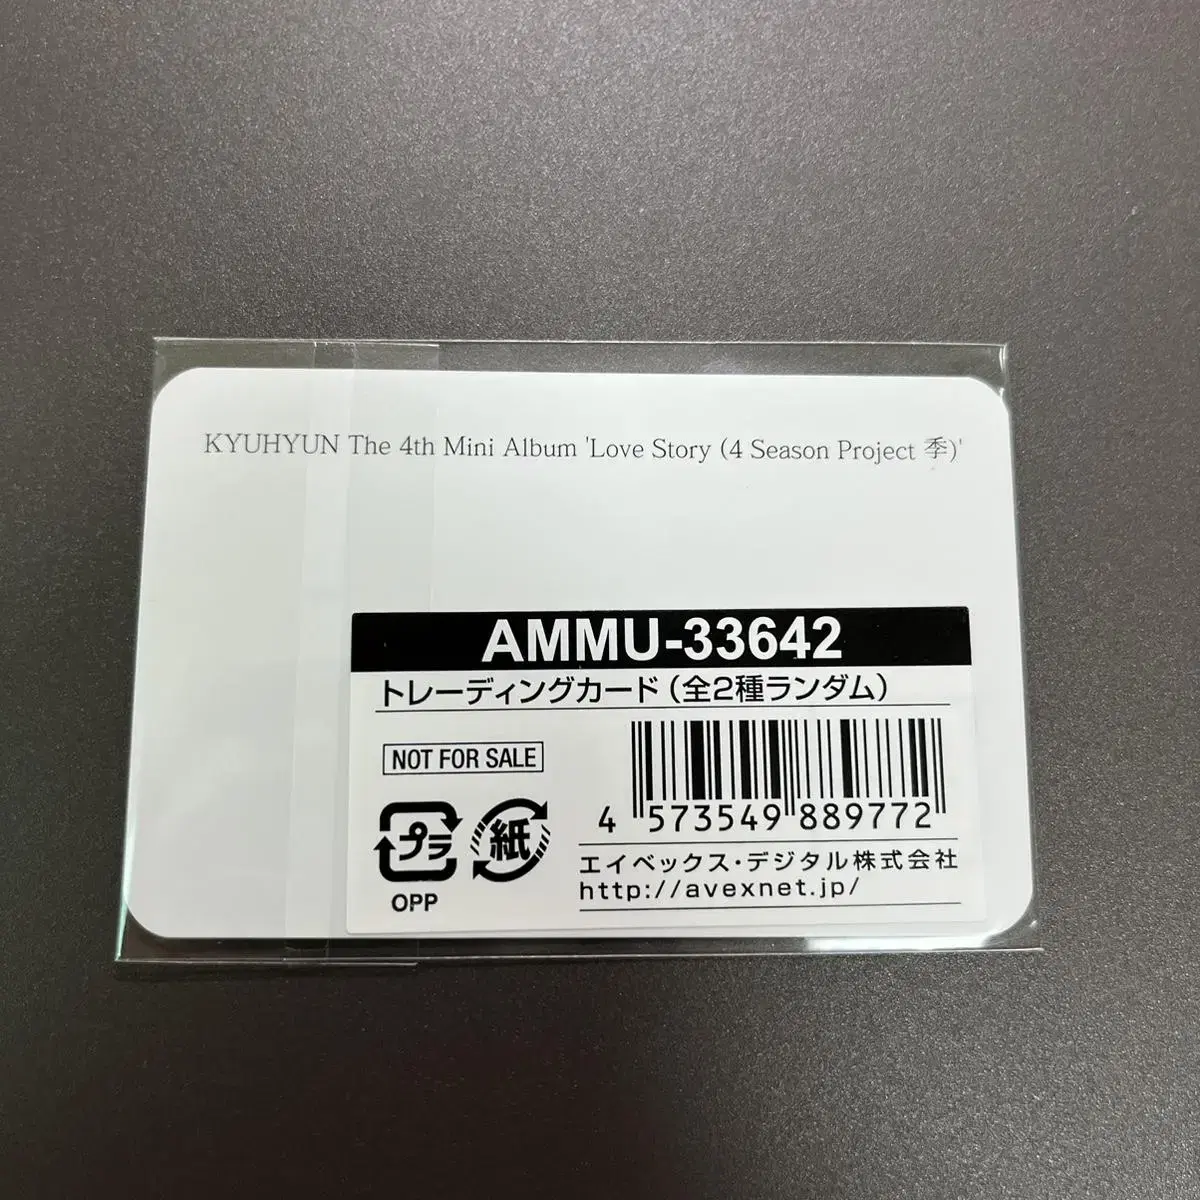 KYUHYUN The 4th Mini Album 'Love Story (4 Season Project 季)'
AMMU-33642
トレーディングカード(全2種ランダム)
NOT FOR SALE
プラ
OPP
紙
4 573549 889772
エイベックス・デジタル株式会社
http://avexnet.jp/